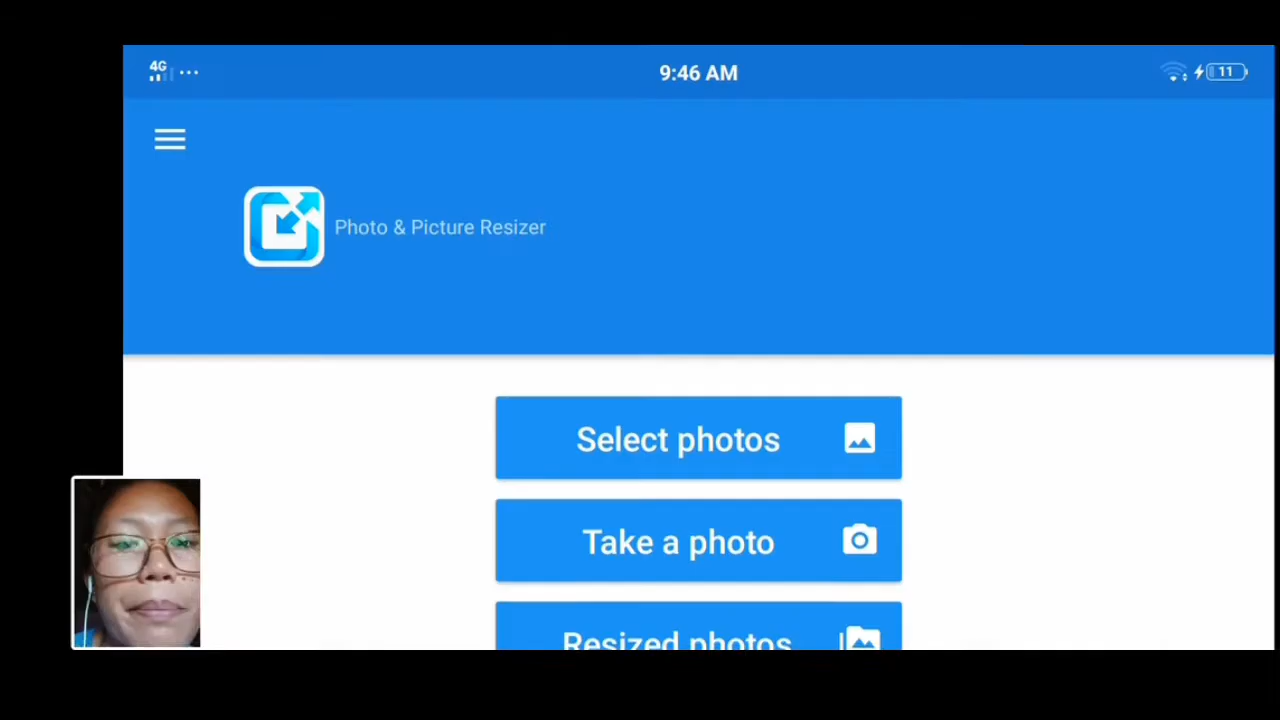 4G
9:46 AM
11
Photo & Picture Resizer
Select photos
Take a photo
Resized photos